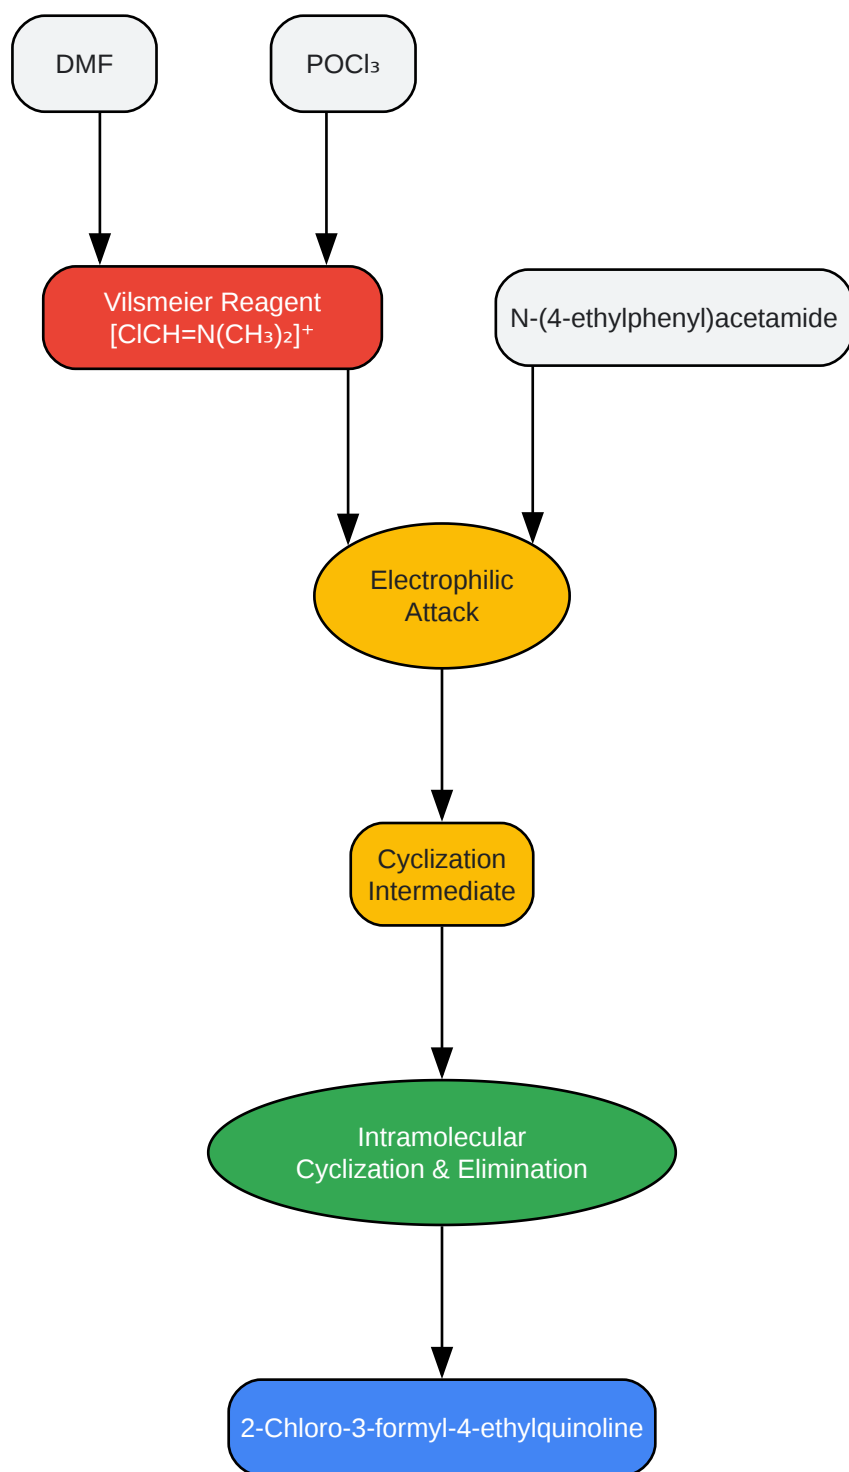 DMF
POCl₃
Vilsmeier Reagent
[ClCH=N(CH₃)₂]⁺
N-(4-ethylphenyl)acetamide
Electrophilic
Attack
Cyclization
Intermediate
Intramolecular
Cyclization & Elimination
2-Chloro-3-formyl-4-ethylquinoline